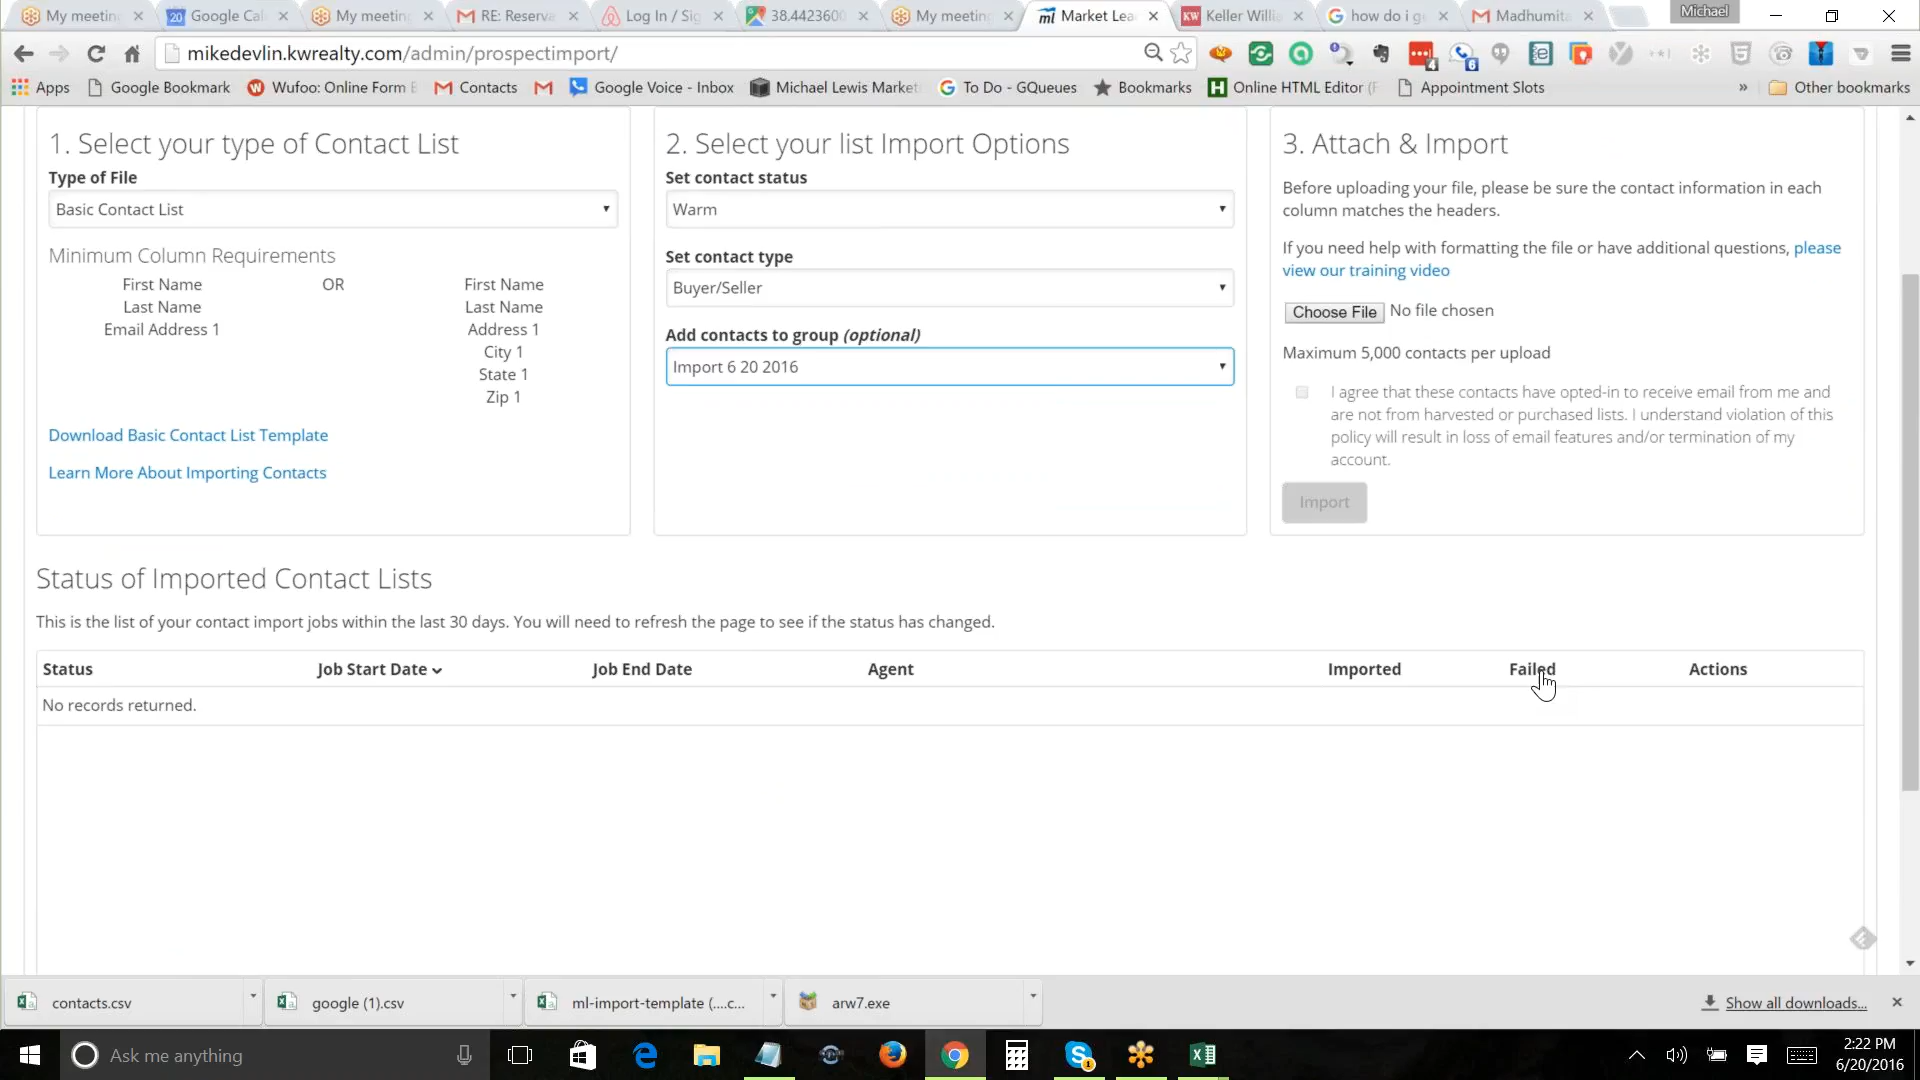 My meeting
Google Cal
My meeting
RE: Reserva
Log In / Sig
38.4423600
My meeting
Market Lea
Keller Willi
how do i g
Madhumita
Michael
mikedevlin.kwrealty.com/admin/prospectimport/
Apps
Google Bookmark
Wufoo: Online Form
Contacts
Google Voice - Inbox
Michael Lewis Market
To Do - GQueues
Bookmarks
Online HTML Editor (F
Appointment Slots
»
Other bookmarks
1. Select your type of Contact List
Type of File
Basic Contact List
Minimum Column Requirements
First Name OR First Name
Last Name Last Name
Email Address 1 Address 1
City 1
State 1
Zip 1
Download Basic Contact List Template
Learn More About Importing Contacts
2. Select your list Import Options
Set contact status
Warm
Set contact type
Buyer/Seller
Add contacts to group (optional)
Import 6 20 2016
3. Attach & Import
Before uploading your file, please be sure the contact information in each
column matches the headers.
If you need help with formatting the file or have additional questions, please
view our training video
Choose File No file chosen
Maximum 5,000 contacts per upload
I agree that these contacts have opted-in to receive email from me and
are not from harvested or purchased lists. I understand violation of this
policy will result in loss of email features and/or termination of my
account.
Import
Status of Imported Contact Lists
This is the list of your contact import jobs within the last 30 days. You will need to refresh the page to see if the status has changed.
Status Job Start Date Job End Date Agent Imported Failed Actions
No records returned.
contacts.csv
google (1).csv
ml-import-template (....c...
arw7.exe
Show all downloads...
Ask me anything
2:22 PM
6/20/2016